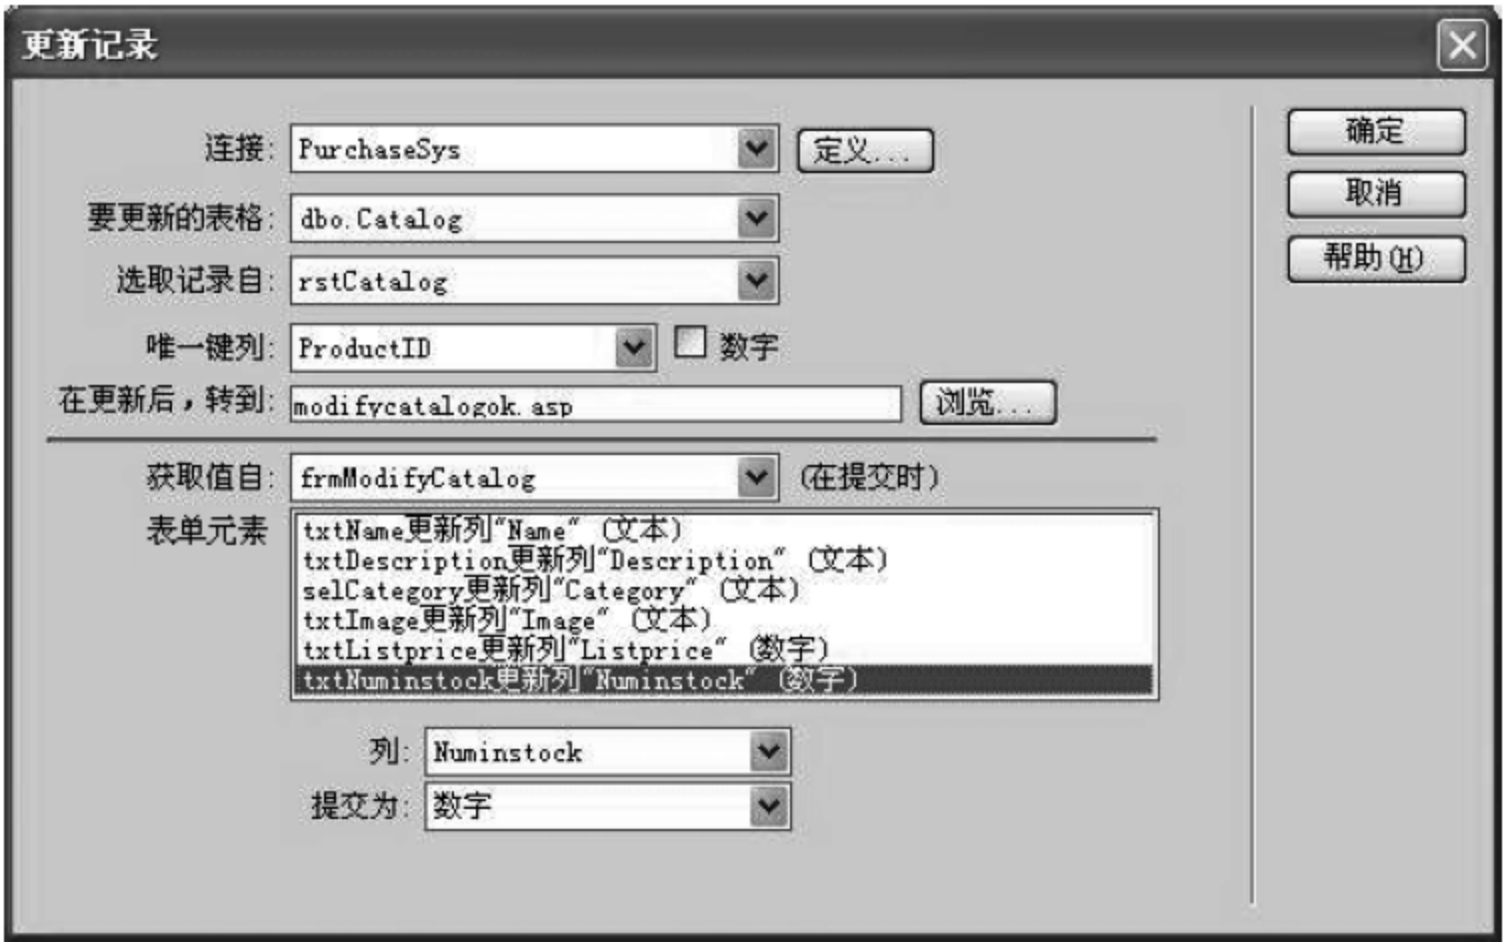 更新记录
连接: PurchaseSys 定义... 确定
要更新的表格: dbo.Catalog 取消
选取记录自: rstCatalog 帮助(H)
唯一键列: ProductID 数字
在更新后，转到: modifycatalogok.asp 浏览...
获取值自: frmModifyCatalog (在提交时)
表单元素 txtName更新列"Name" (文本)
txtDescription更新列"Description" (文本)
selCategory更新列"Category" (文本)
txtImage更新列"Image" (文本)
txtListprice更新列"Listprice" (数字)
txtNuminstock更新列"Numinstock" (数字)
列: Numinstock
提交为: 数字